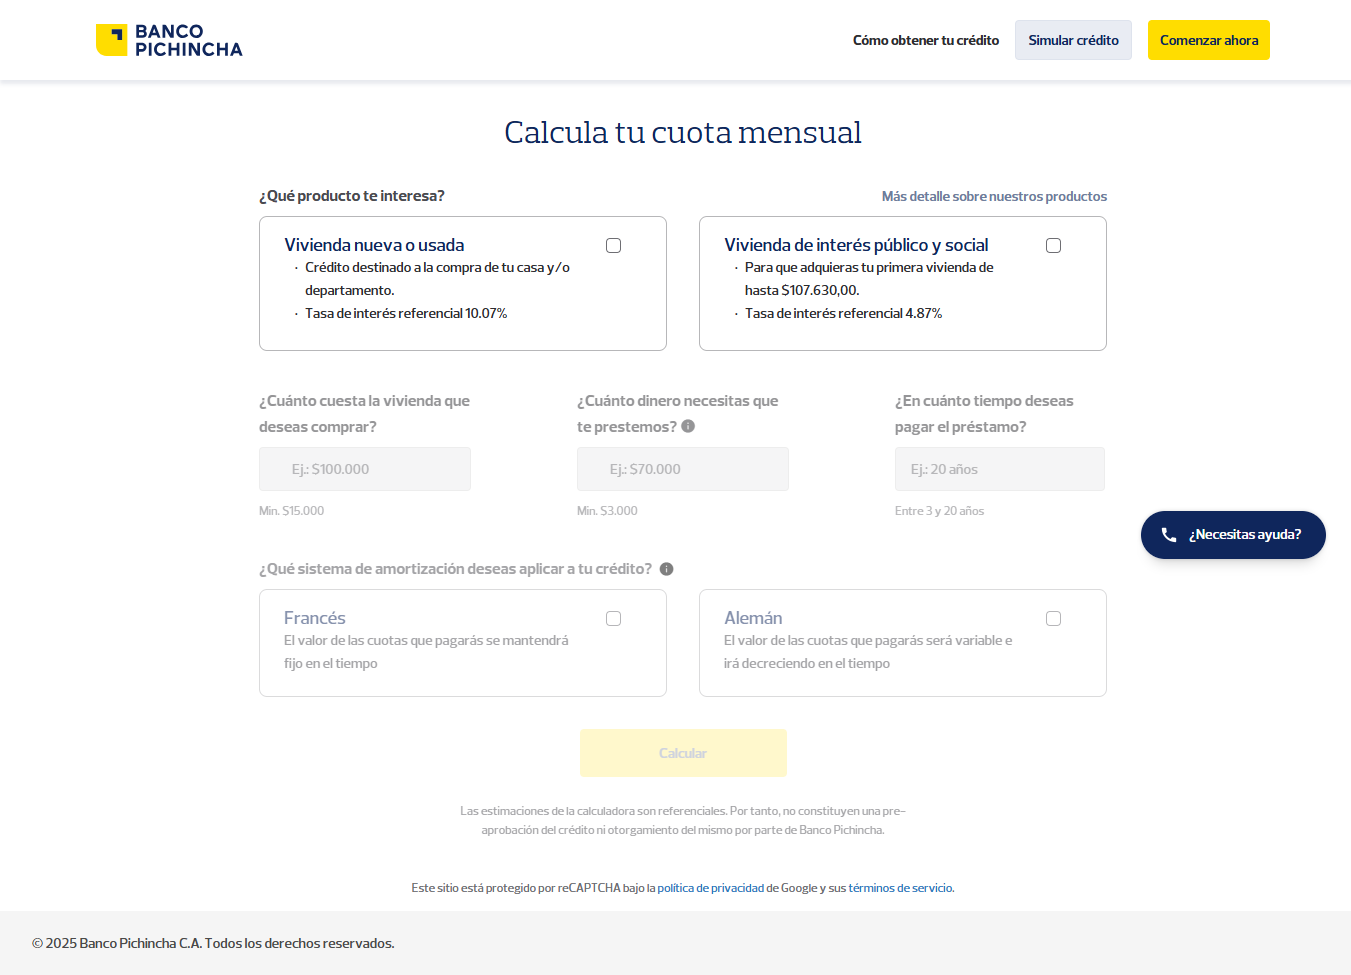 BANCO
PICHINCHA
Cómo obtener tu crédito
Simular crédito
Comenzar ahora
Calcula tu cuota mensual
¿Qué producto te interesa?
Más detalle sobre nuestros productos
Vivienda nueva o usada
· Crédito destinado a la compra de tu casa y/o
departamento.
· Tasa de interés referencial 10.07%
Vivienda de interés público y social
· Para que adquieras tu primera vivienda de
hasta $107.630,00.
· Tasa de interés referencial 4.87%
¿Cuánto cuesta la vivienda que
deseas comprar?
Ej.: $100.000
Min. $15.000
¿Cuánto dinero necesitas que
te prestemos?
Ej.: $70.000
Min. $3.000
¿En cuánto tiempo deseas
pagar el préstamo?
Ej.: 20 años
Entre 3 y 20 años
¿Necesitas ayuda?
¿Qué sistema de amortización deseas aplicar a tu crédito?
Francés
El valor de las cuotas que pagarás se mantendrá
fijo en el tiempo
Alemán
El valor de las cuotas que pagarás será variable e
irá decreciendo en el tiempo
Calcular
Las estimaciones de la calculadora son referenciales. Por tanto, no constituyen una pre-
aprobación del crédito ni otorgamiento del mismo por parte de Banco Pichincha.
Este sitio está protegido por reCAPTCHA bajo la política de privacidad de Google y sus términos de servicio.
© 2025 Banco Pichincha C.A. Todos los derechos reservados.